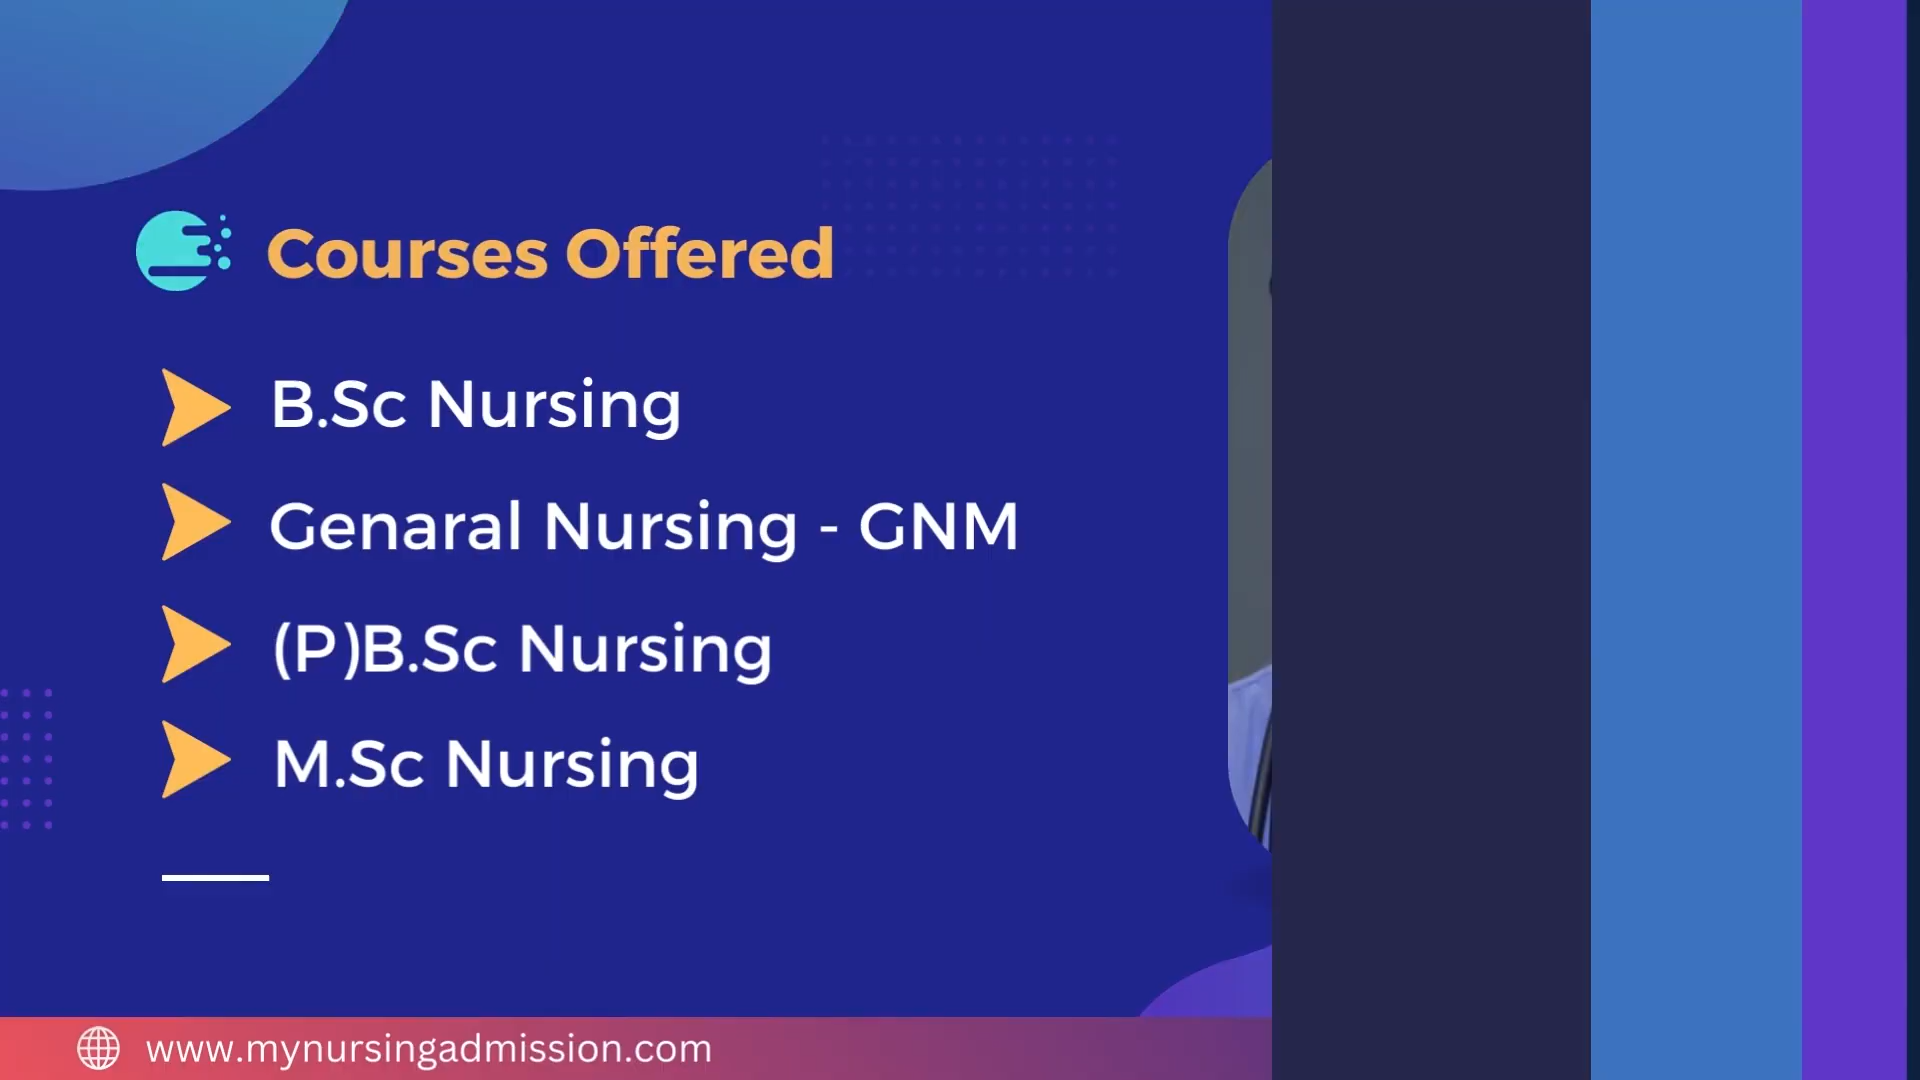 Courses Offered
B.Sc Nursing
Genaral Nursing - GNM
(P)B.Sc Nursing
M.Sc Nursing
www.mynursingadmission.com